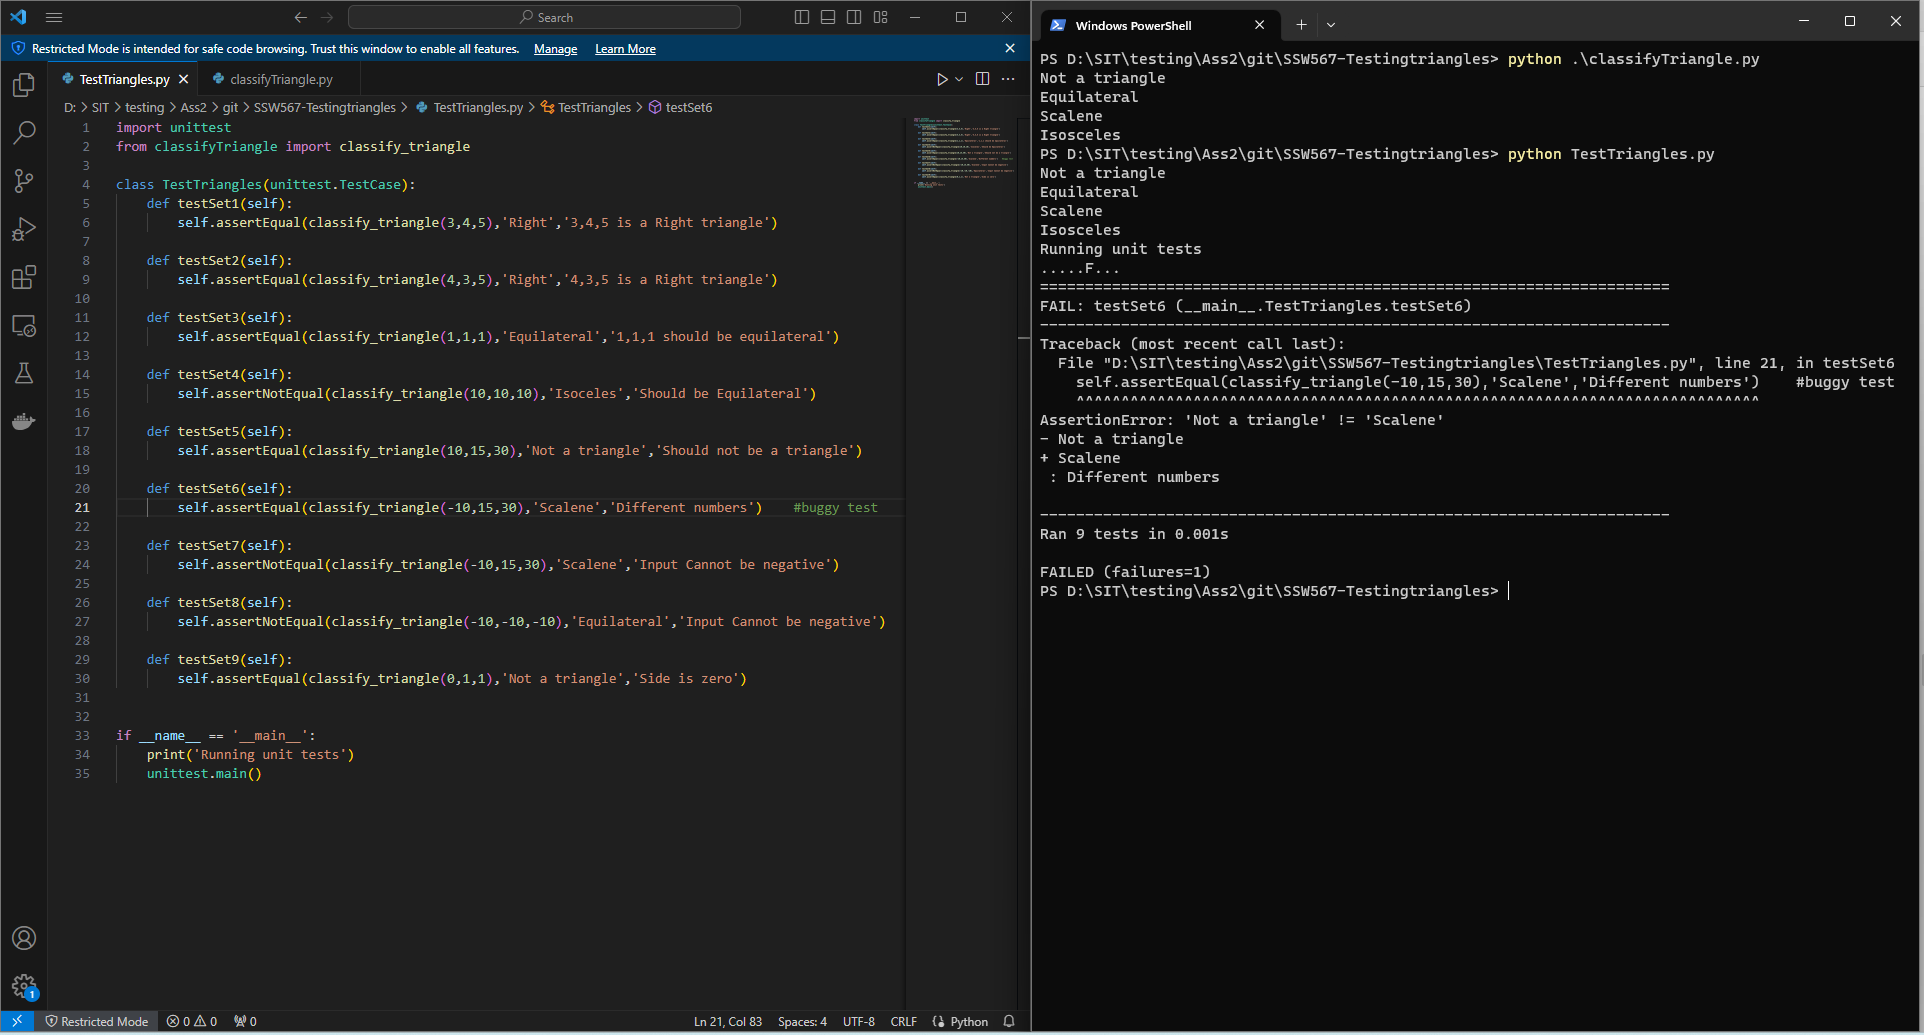 Search
Restricted Mode is intended for safe code browsing. Trust this window to enable all features. Manage Learn More
TestTriangles.py classifyTriangle.py
D: > SIT > testing > Ass2 > git > SSW567-Testingtriangles > TestTriangles.py > TestTriangles > testSet6
1 import unittest
2 from classifyTriangle import classify_triangle
3
4 class TestTriangles(unittest.TestCase):
5     def testSet1(self):
6         self.assertEqual(classify_triangle(3,4,5),'Right','3,4,5 is a Right triangle')
7
8     def testSet2(self):
9         self.assertEqual(classify_triangle(4,3,5),'Right','4,3,5 is a Right triangle')
10
11     def testSet3(self):
12         self.assertEqual(classify_triangle(1,1,1),'Equilateral','1,1,1 should be equilateral')
13
14     def testSet4(self):
15         self.assertNotEqual(classify_triangle(10,10,10),'Isoceles','Should be Equilateral')
16
17     def testSet5(self):
18         self.assertEqual(classify_triangle(10,15,30),'Not a triangle','Should not be a triangle')
19
20     def testSet6(self):
21         self.assertEqual(classify_triangle(-10,15,30),'Scalene','Different numbers')    #buggy test
22
23     def testSet7(self):
24         self.assertNotEqual(classify_triangle(-10,15,30),'Scalene','Input Cannot be negative')
25
26     def testSet8(self):
27         self.assertNotEqual(classify_triangle(-10,-10,-10),'Equilateral','Input Cannot be negative')
28
29     def testSet9(self):
30         self.assertEqual(classify_triangle(0,1,1),'Not a triangle','Side is zero')
31
32
33 if __name__ == '__main__':
34     print('Running unit tests')
35     unittest.main()
1
Restricted Mode 0 0 0 Ln 21, Col 83 Spaces: 4 UTF-8 CRLF Python
Windows PowerShell
PS D:\SIT\testing\Ass2\git\SSW567-Testingtriangles> python .\classifyTriangle.py
Not a triangle
Equilateral
Scalene
Isosceles
PS D:\SIT\testing\Ass2\git\SSW567-Testingtriangles> python TestTriangles.py
Not a triangle
Equilateral
Scalene
Isosceles
Running unit tests
.....F...
======================================================================
FAIL: testSet6 (__main__.TestTriangles.testSet6)
----------------------------------------------------------------------
Traceback (most recent call last):
  File "D:\SIT\testing\Ass2\git\SSW567-Testingtriangles\TestTriangles.py", line 21, in testSet6
    self.assertEqual(classify_triangle(-10,15,30),'Scalene','Different numbers')    #buggy test
    ^^^^^^^^^^^^^^^^^^^^^^^^^^^^^^^^^^^^^^^^^^^^^^^^^^^^^^^^^^^^^^^^^^^^^^^^^^^^
AssertionError: 'Not a triangle' != 'Scalene'
- Not a triangle
+ Scalene
 : Different numbers
----------------------------------------------------------------------
Ran 9 tests in 0.001s
FAILED (failures=1)
PS D:\SIT\testing\Ass2\git\SSW567-Testingtriangles>